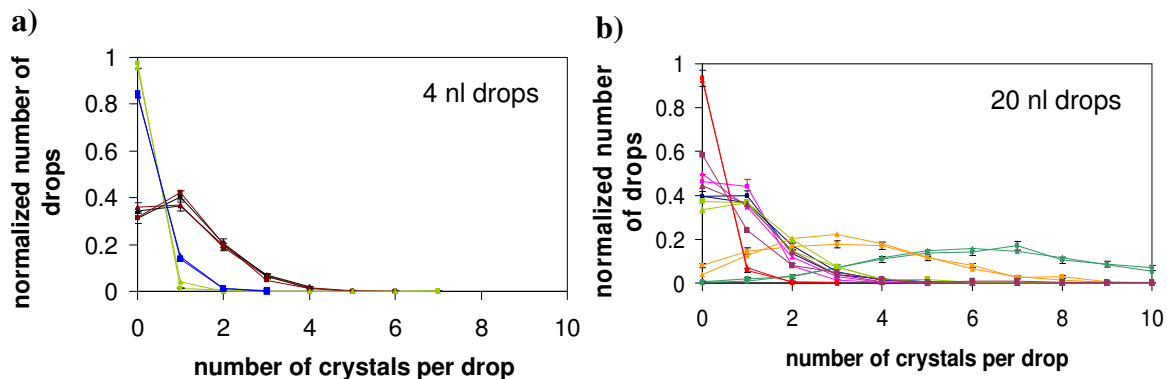 a)
normalized number of
drops
1
0.8
0.6
0.4
0.2
0
4 nl drops
0 2 4 6 8 10
number of crystals per drop
b)
normalized number
of drops
1
0.8
0.6
0.4
0.2
0
20 nl drops
0 2 4 6 8 10
number of crystals per drop